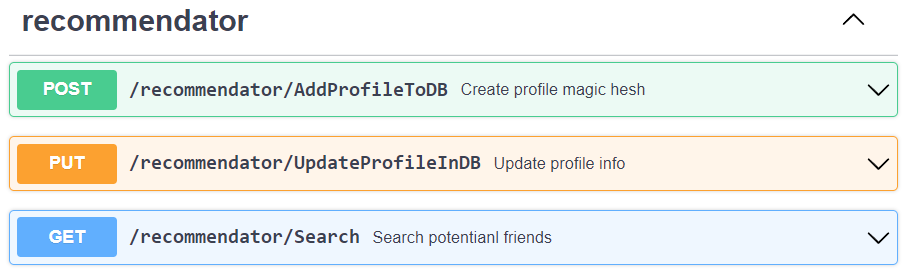 recommendator
POST /recommendator/AddProfileToDB Create profile magic hesh
PUT /recommendator/UpdateProfileInDB Update profile info
GET /recommendator/Search Search potentianl friends